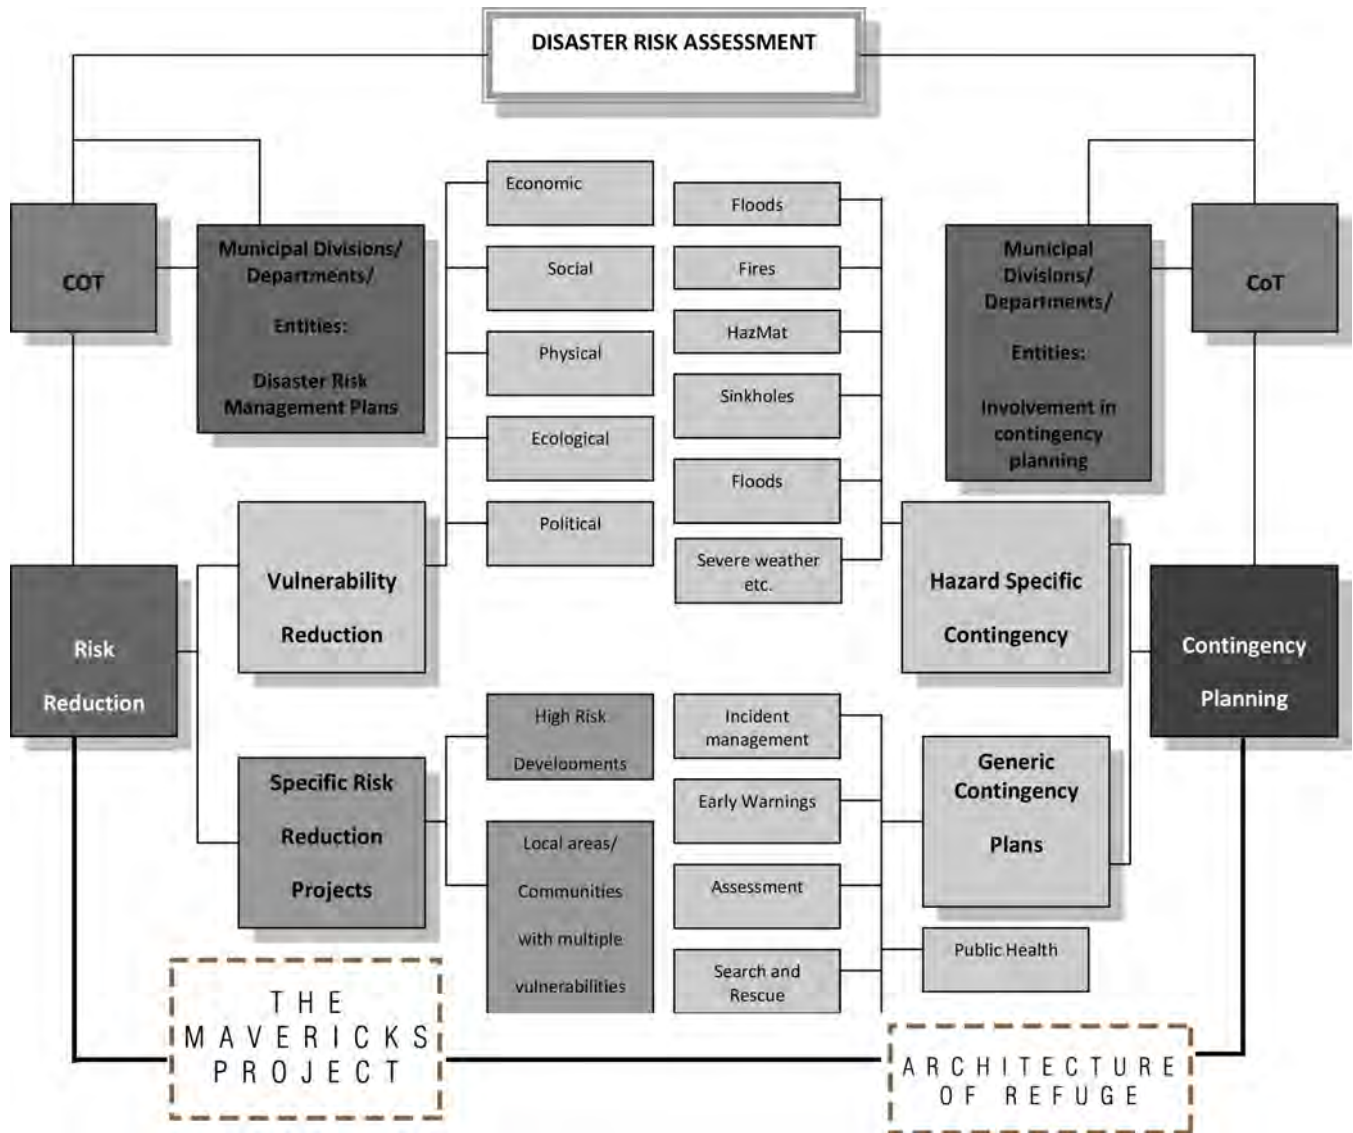 DISASTER RISK ASSESSMENT
COT
Municipal Divisions/
Departments/
Entities:
Disaster Risk
Management Plans
Economic
Social
Physical
Ecological
Political
Floods
Fires
HazMat
Sinkholes
Floods
Severe weather
etc.
Municipal
Divisions/
Departments/
Entities:
Involvement in
contingency
planning
CoT
Risk
Reduction
Vulnerability
Reduction
Hazard Specific
Contingency
Contingency
Planning
Specific Risk
Reduction
Projects
High Risk
Developments
Local areas/
Communities
with multiple
vulnerabilities
Incident
management
Early Warnings
Assessment
Search and
Rescue
Generic
Contingency
Plans
Public Health
THE
MAVERICKS
PROJECT
ARCHITECTURE
OF REFUGE